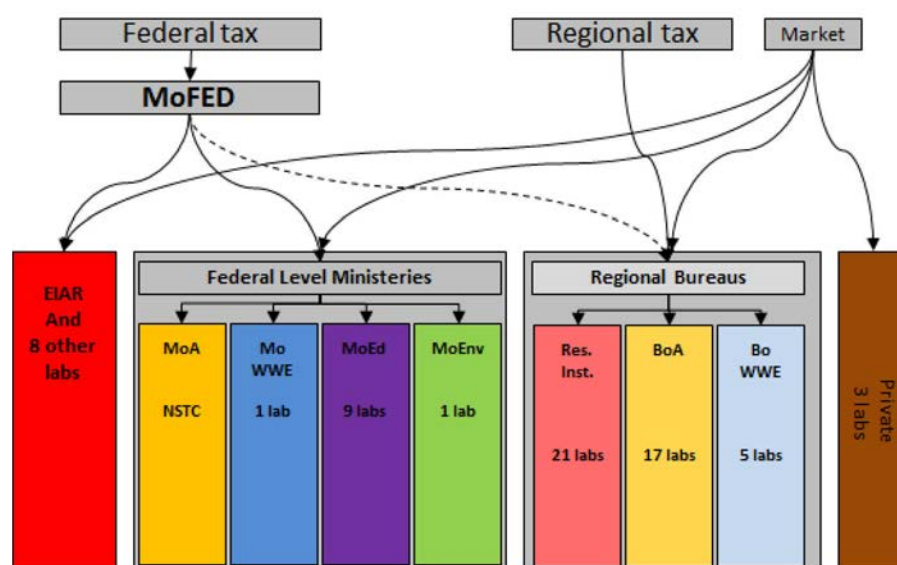 Federal tax
Regional tax
Market
MoFED
EIAR
And
8 other
labs
Federal Level Ministeries
MoA
NSTC
Mo
WWE
1 lab
MoEd
9 labs
MoEnv
1 lab
Regional Bureaus
Res.
Inst.
21 labs
BoA
17 labs
Bo
WWE
5 labs
Private
3 labs